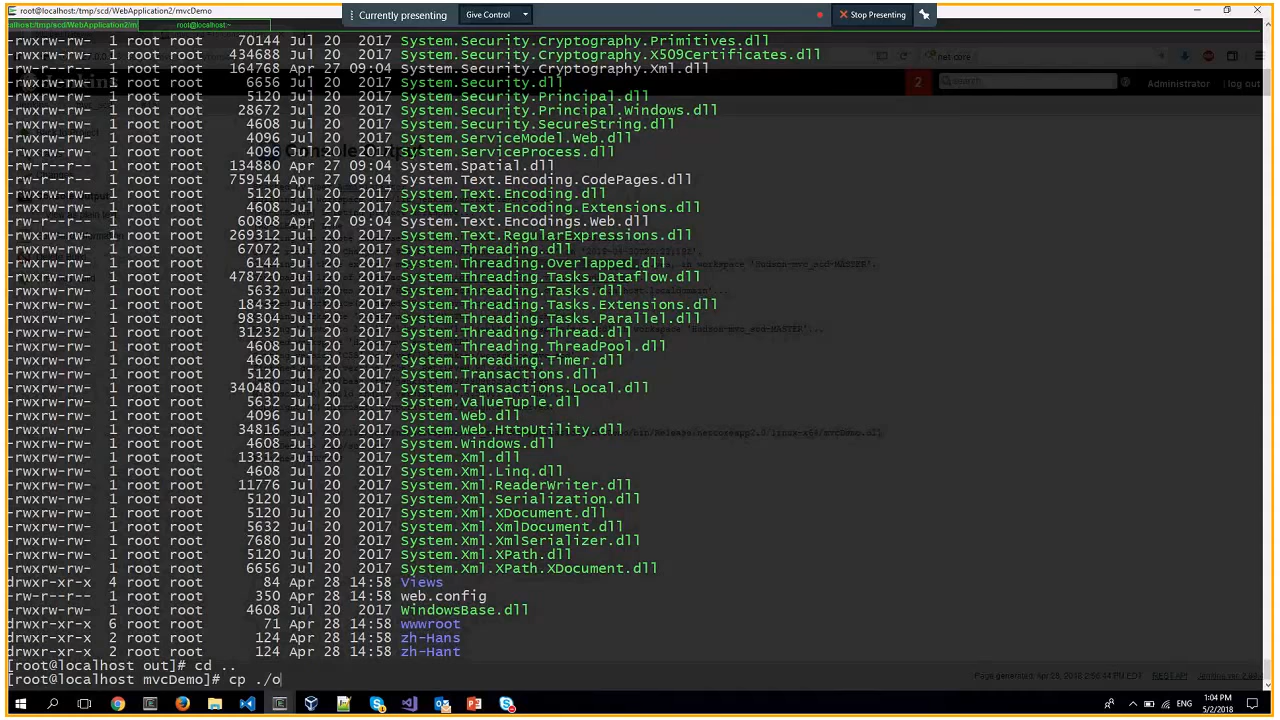 root@localhost:/tmp/scd/WebApplication2/mvcDemo
Currently presenting Give Control Stop Presenting
root@localhost:~
-rwxrw-rw- 1 root root 70144 Jul 20 2017 System.Security.Cryptography.Primitives.dll
-rwxrw-rw- 1 root root 434688 Jul 20 2017 System.Security.Cryptography.X509Certificates.dll
-rw-r--r-- 1 root root 164768 Apr 27 09:04 System.Security.Cryptography.Xml.dll
-rwxrw-rw- 1 root root 5656 Jul 20 2017 System.Security.dll
-rwxrw-rw- 1 root root 5120 Jul 20 2017 System.Security.Principal.dll
-rwxrw-rw- 1 root root 28672 Jul 20 2017 System.Security.Principal.Windows.dll
-rwxrw-rw- 1 root root 4608 Jul 20 2017 System.Security.SecureString.dll
-rwxrw-rw- 1 root root 4096 Jul 20 2017 System.ServiceModel.Web.dll
-rwxrw-rw- 1 root root 4096 Jul 20 2017 System.ServiceProcess.dll
-rw-r--r-- 1 root root 134880 Apr 27 09:04 System.Spatial.dll
-rw-r--r-- 1 root root 759544 Apr 27 09:04 System.Text.Encoding.CodePages.dll
-rwxrw-rw- 1 root root 5120 Jul 20 2017 System.Text.Encoding.dll
-rwxrw-rw- 1 root root 4608 Jul 20 2017 System.Text.Encoding.Extensions.dll
-rw-r--r-- 1 root root 60808 Apr 27 09:04 System.Text.Encodings.Web.dll
-rwxrw-rw- 1 root root 269312 Jul 20 2017 System.Text.RegularExpressions.dll
-rwxrw-rw- 1 root root 67072 Jul 20 2017 System.Threading.dll
-rwxrw-rw- 1 root root 6144 Jul 20 2017 System.Threading.Overlapped.dll
-rwxrw-rw- 1 root root 478720 Jul 20 2017 System.Threading.Tasks.Dataflow.dll
-rwxrw-rw- 1 root root 5632 Jul 20 2017 System.Threading.Tasks.dll
-rwxrw-rw- 1 root root 18432 Jul 20 2017 System.Threading.Tasks.Extensions.dll
-rwxrw-rw- 1 root root 98304 Jul 20 2017 System.Threading.Tasks.Parallel.dll
-rwxrw-rw- 1 root root 31232 Jul 20 2017 System.Threading.Thread.dll
-rwxrw-rw- 1 root root 4608 Jul 20 2017 System.Threading.ThreadPool.dll
-rwxrw-rw- 1 root root 4608 Jul 20 2017 System.Threading.Timer.dll
-rwxrw-rw- 1 root root 5120 Jul 20 2017 System.Transactions.dll
-rwxrw-rw- 1 root root 340480 Jul 20 2017 System.Transactions.Local.dll
-rwxrw-rw- 1 root root 5632 Jul 20 2017 System.ValueTuple.dll
-rwxrw-rw- 1 root root 4096 Jul 20 2017 System.Web.dll
-rwxrw-rw- 1 root root 34816 Jul 20 2017 System.Web.HttpUtility.dll
-rwxrw-rw- 1 root root 4608 Jul 20 2017 System.Windows.dll
-rwxrw-rw- 1 root root 13312 Jul 20 2017 System.Xml.dll
-rwxrw-rw- 1 root root 4608 Jul 20 2017 System.Xml.Linq.dll
-rwxrw-rw- 1 root root 11776 Jul 20 2017 System.Xml.ReaderWriter.dll
-rwxrw-rw- 1 root root 5120 Jul 20 2017 System.Xml.Serialization.dll
-rwxrw-rw- 1 root root 5120 Jul 20 2017 System.Xml.XDocument.dll
-rwxrw-rw- 1 root root 5632 Jul 20 2017 System.Xml.XmlDocument.dll
-rwxrw-rw- 1 root root 7680 Jul 20 2017 System.Xml.XmlSerializer.dll
-rwxrw-rw- 1 root root 5120 Jul 20 2017 System.Xml.XPath.dll
-rwxrw-rw- 1 root root 6656 Jul 20 2017 System.Xml.XPath.XDocument.dll
drwxr-xr-x 4 root root 84 Apr 28 14:58 Views
-rw-r--r-- 1 root root 350 Apr 28 14:58 web.config
-rwxrw-rw- 1 root root 4608 Jul 20 2017 WindowsBase.dll
drwxr-xr-x 6 root root 71 Apr 28 14:58 wwwroot
drwxr-xr-x 2 root root 124 Apr 28 14:58 zh-Hans
drwxr-xr-x 2 root root 124 Apr 28 14:58 zh-Hant
[root@localhost out]# cd ..
[root@localhost mvcDemo]# cp ./o
net core
2 search Administrator log out
ENG 1:04 PM
5/2/2018